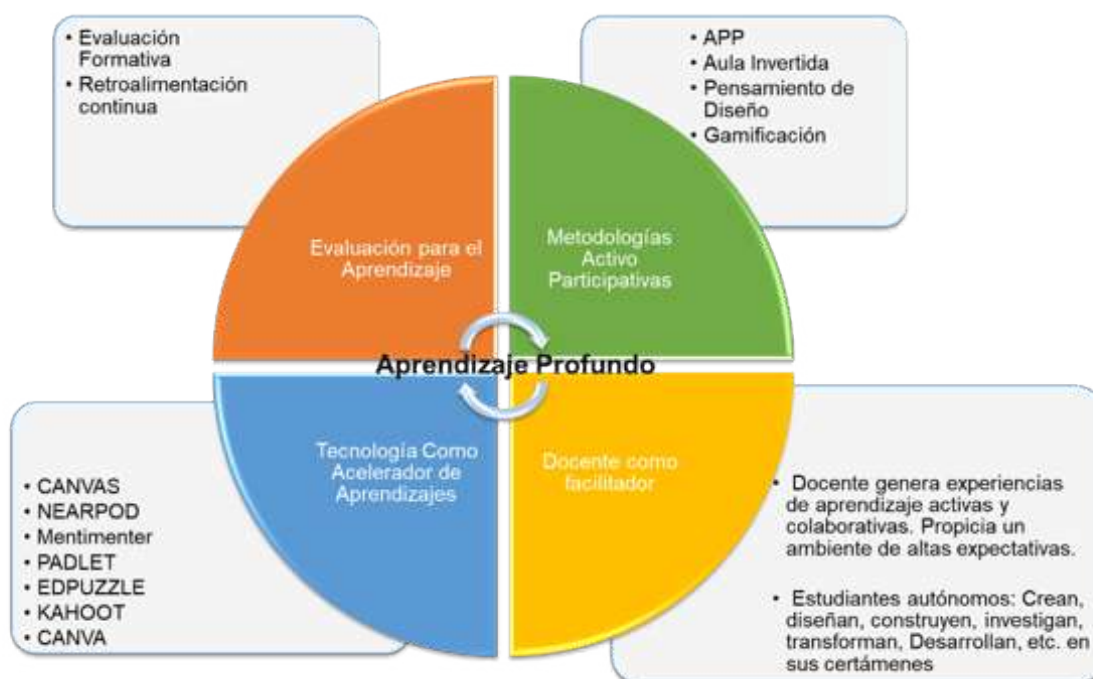 • Evaluación
Formativa
• Retroalimentación
continua
• APP
• Aula Invertida
• Pensamiento de
Diseño
• Gamificación
Evaluación para el
Aprendizaje
Metodologías
Activo
Participativas
Aprendizaje Profundo
Tecnología Como
Acelerador de
Aprendizajes
Docente como
facilitador
• CANVAS
• NEARPOD
• Mentimenter
• PADLET
• EDPUZZLE
• KAHOOT
• CANVA
• Docente genera experiencias
de aprendizaje activas y
colaborativas. Propicia un
ambiente de altas expectativas.
• Estudiantes autónomos: Crean,
diseñan, construyen, investigan,
transforman, Desarrollan, etc. en
sus certámenes